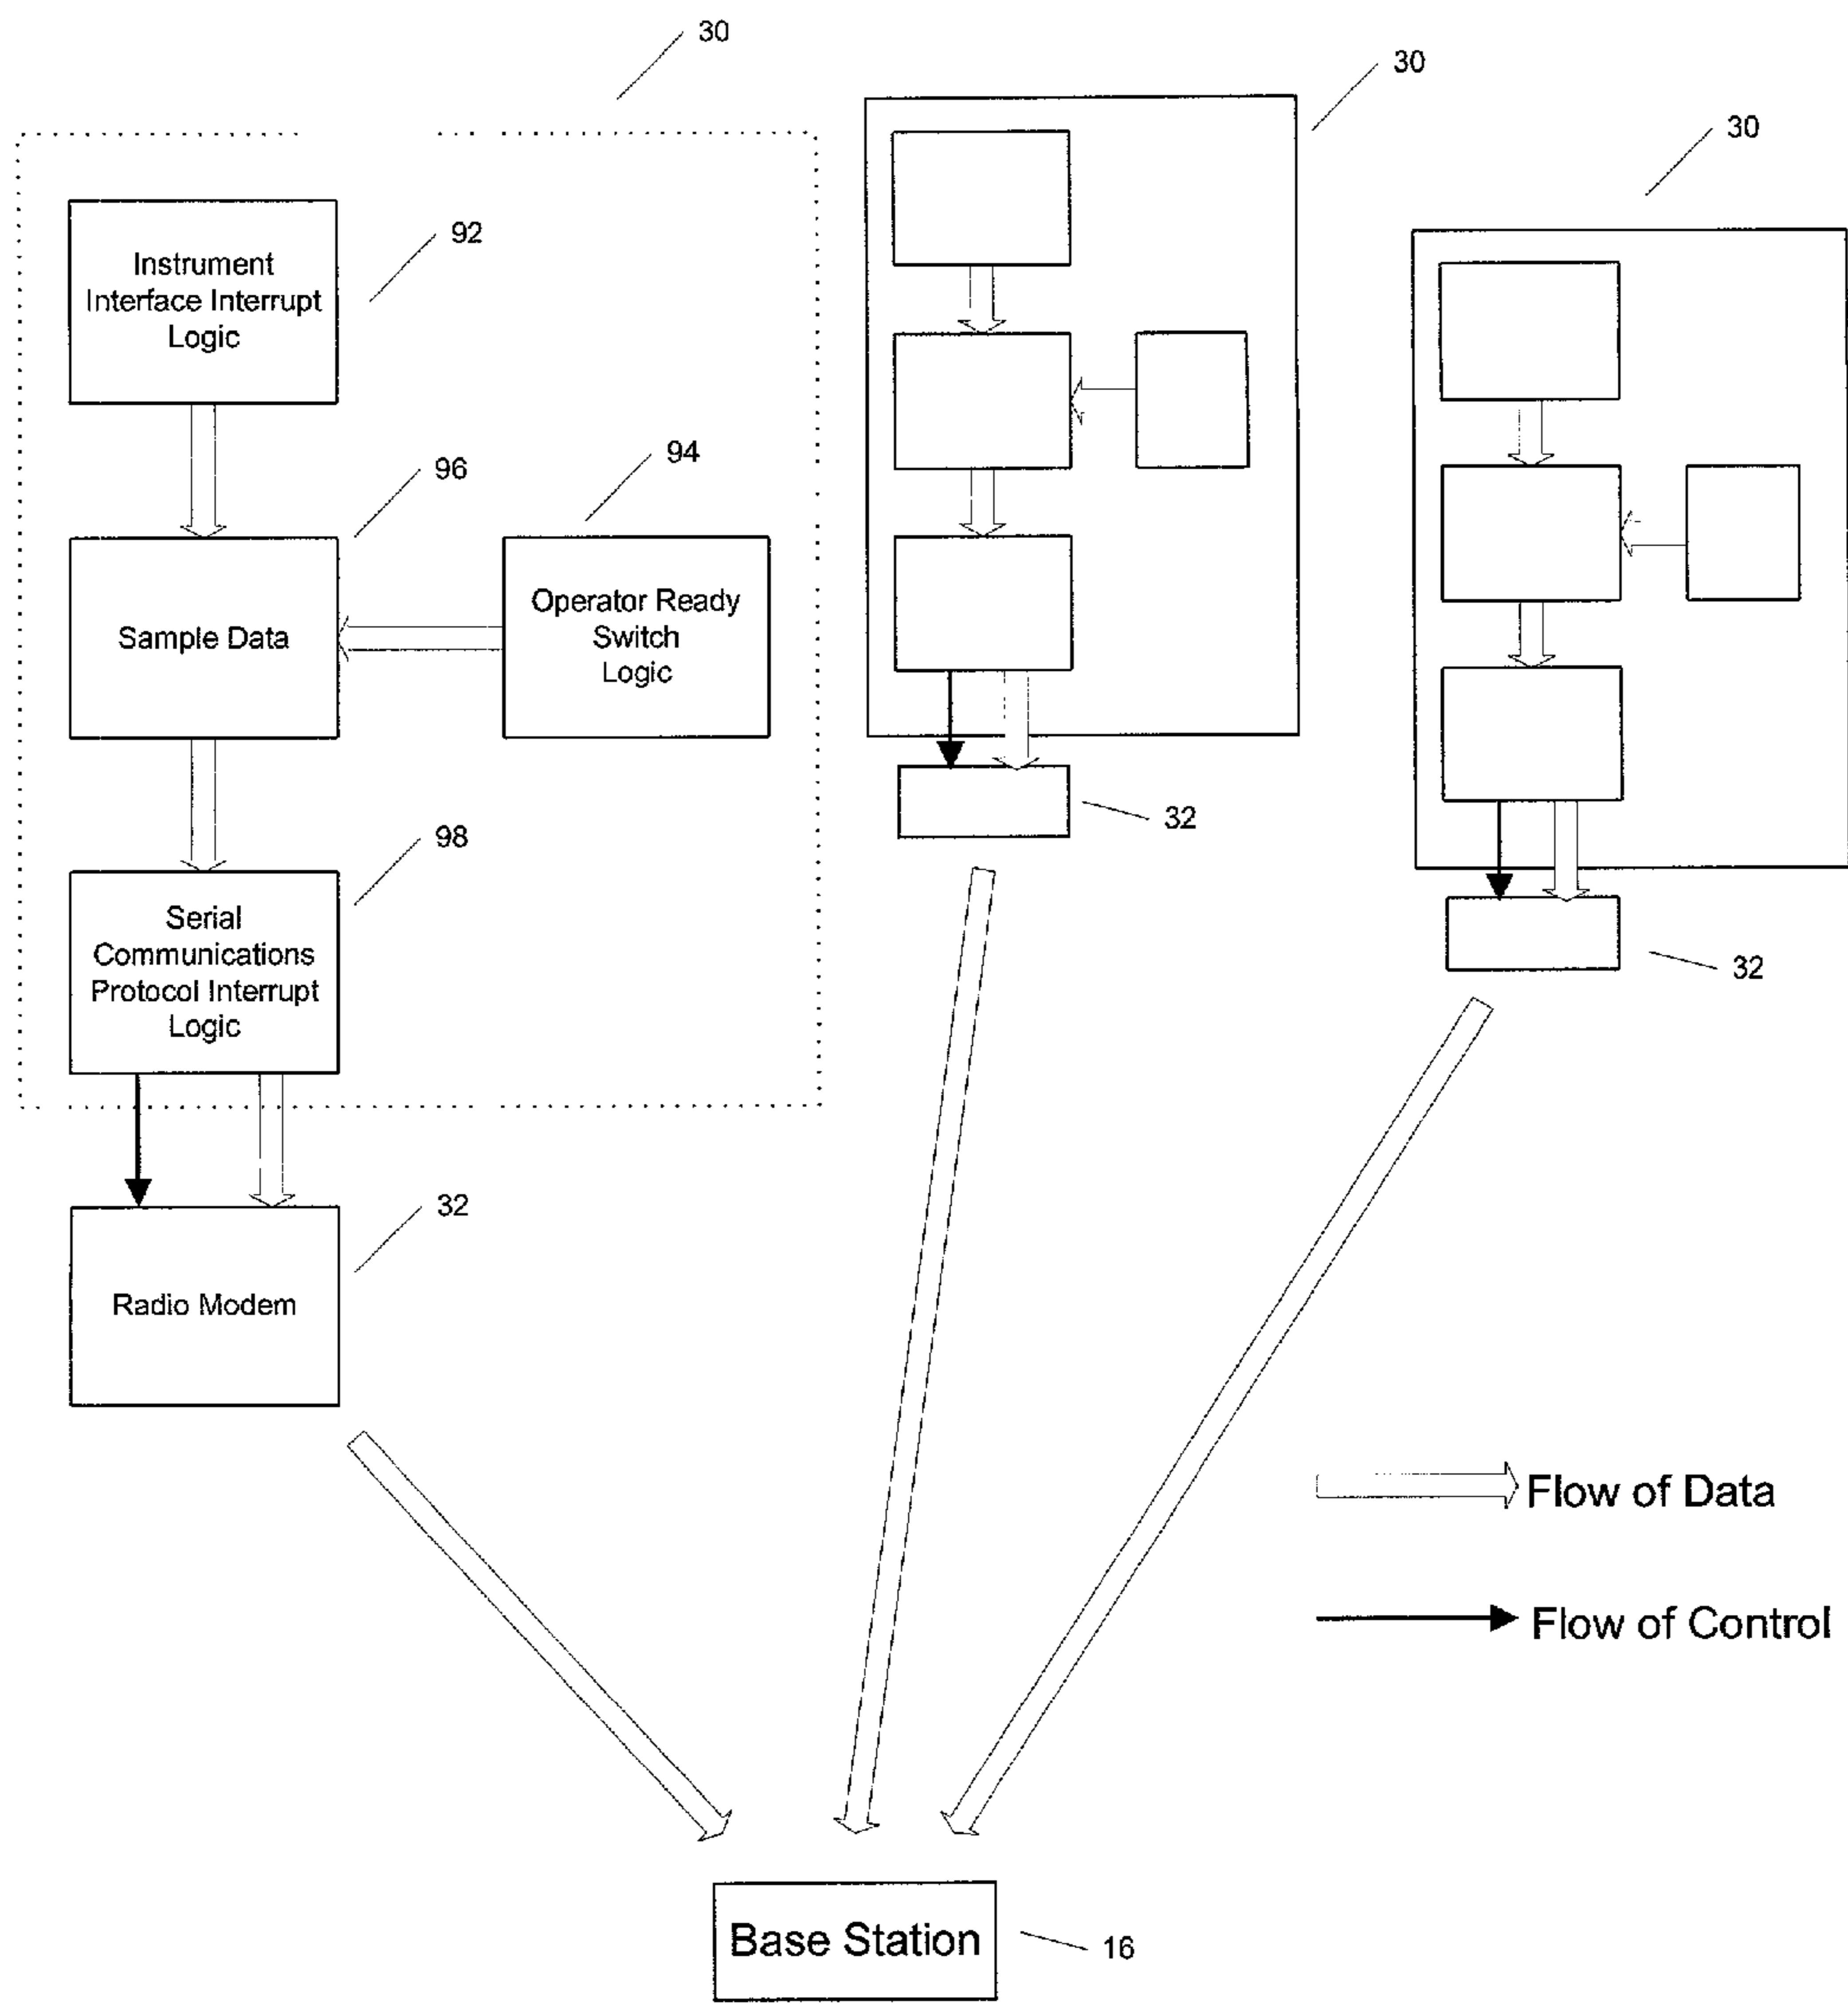 30
30
30
92
Instrument
Interface Interrupt
Logic
96
94
Sample Data
Operator Ready
Switch
Logic
32
98
Serial
Communications
Protocol Interrupt
Logic
32
32
Radio Modem
Flow of Data
Flow of Control
Base Station
16